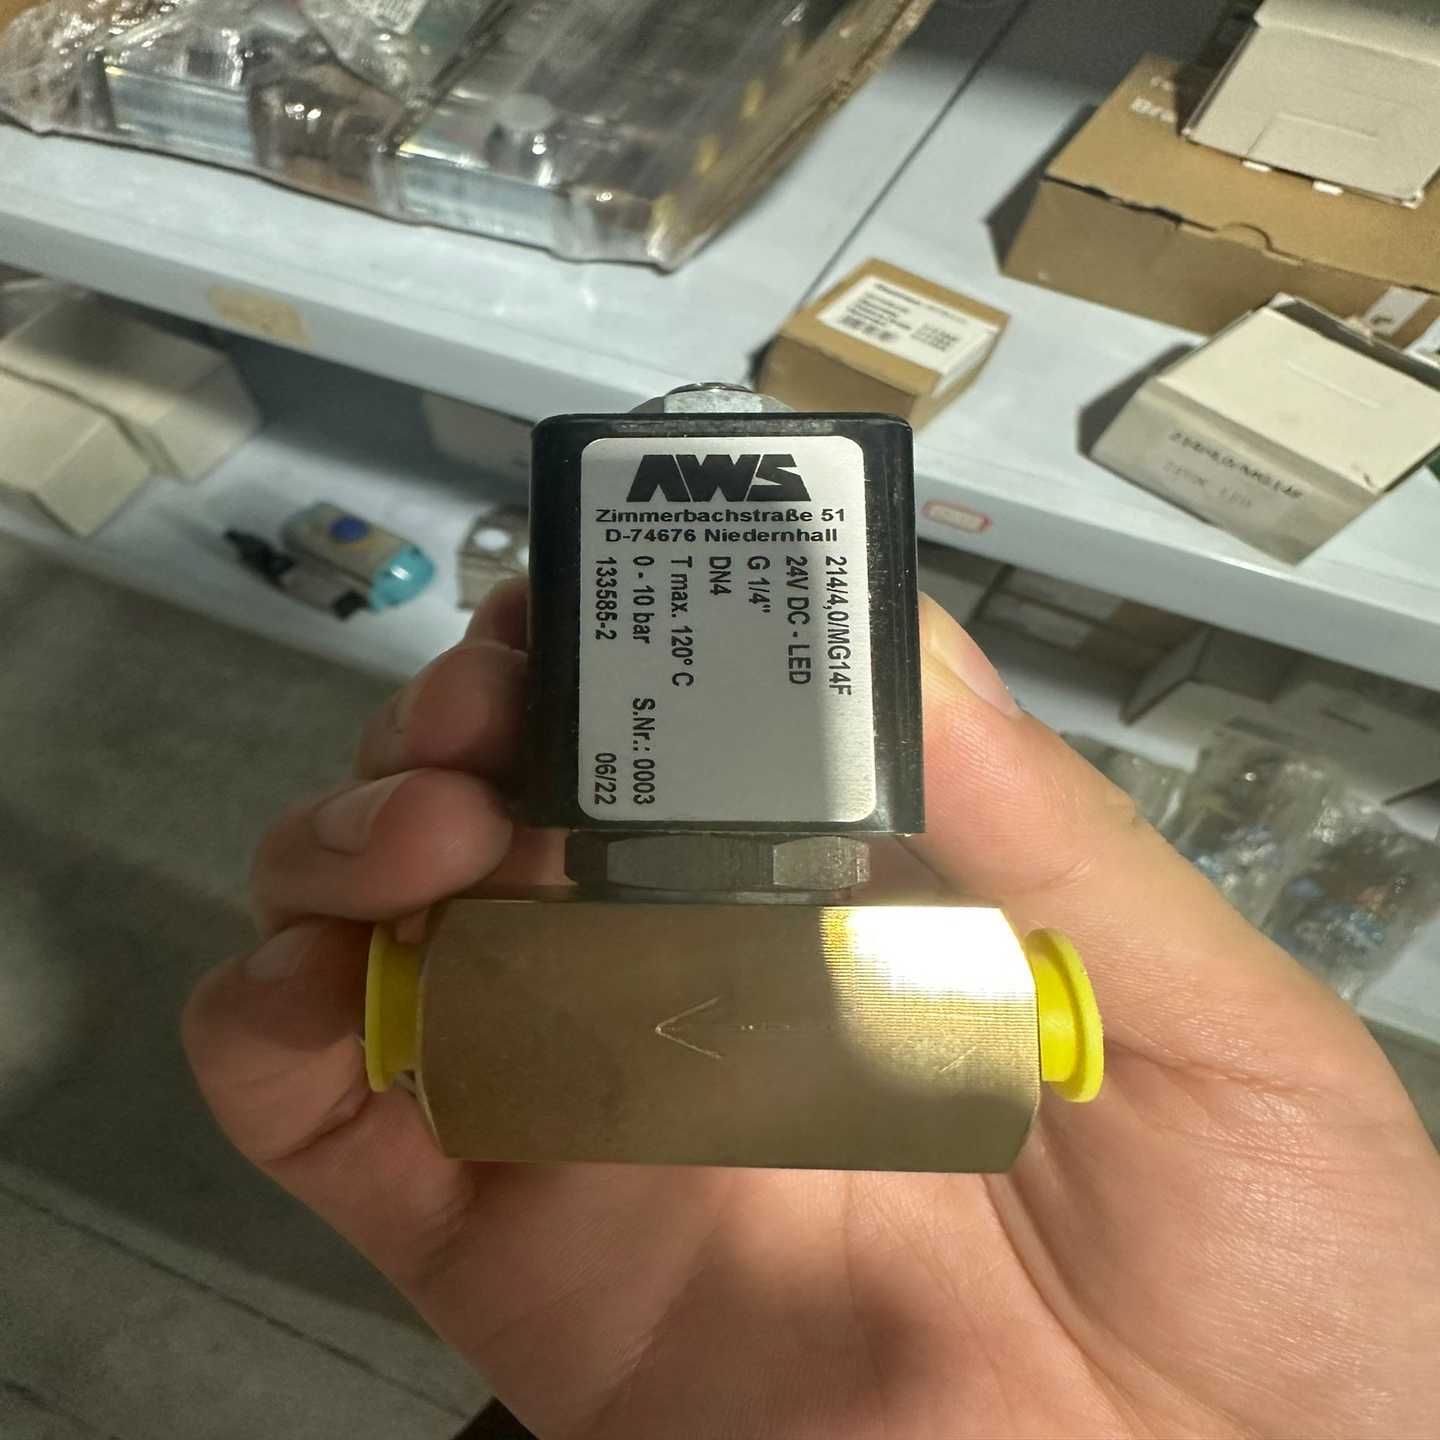 AWS
Zimmerbachstraße 51
D-74676 Niedernhall
214/4,0/MG14F
24V DC - LED
G 1/4"
DN4
T max. 120° C
0 - 10 bar S.Nr.: 0003
133585-2 06/22